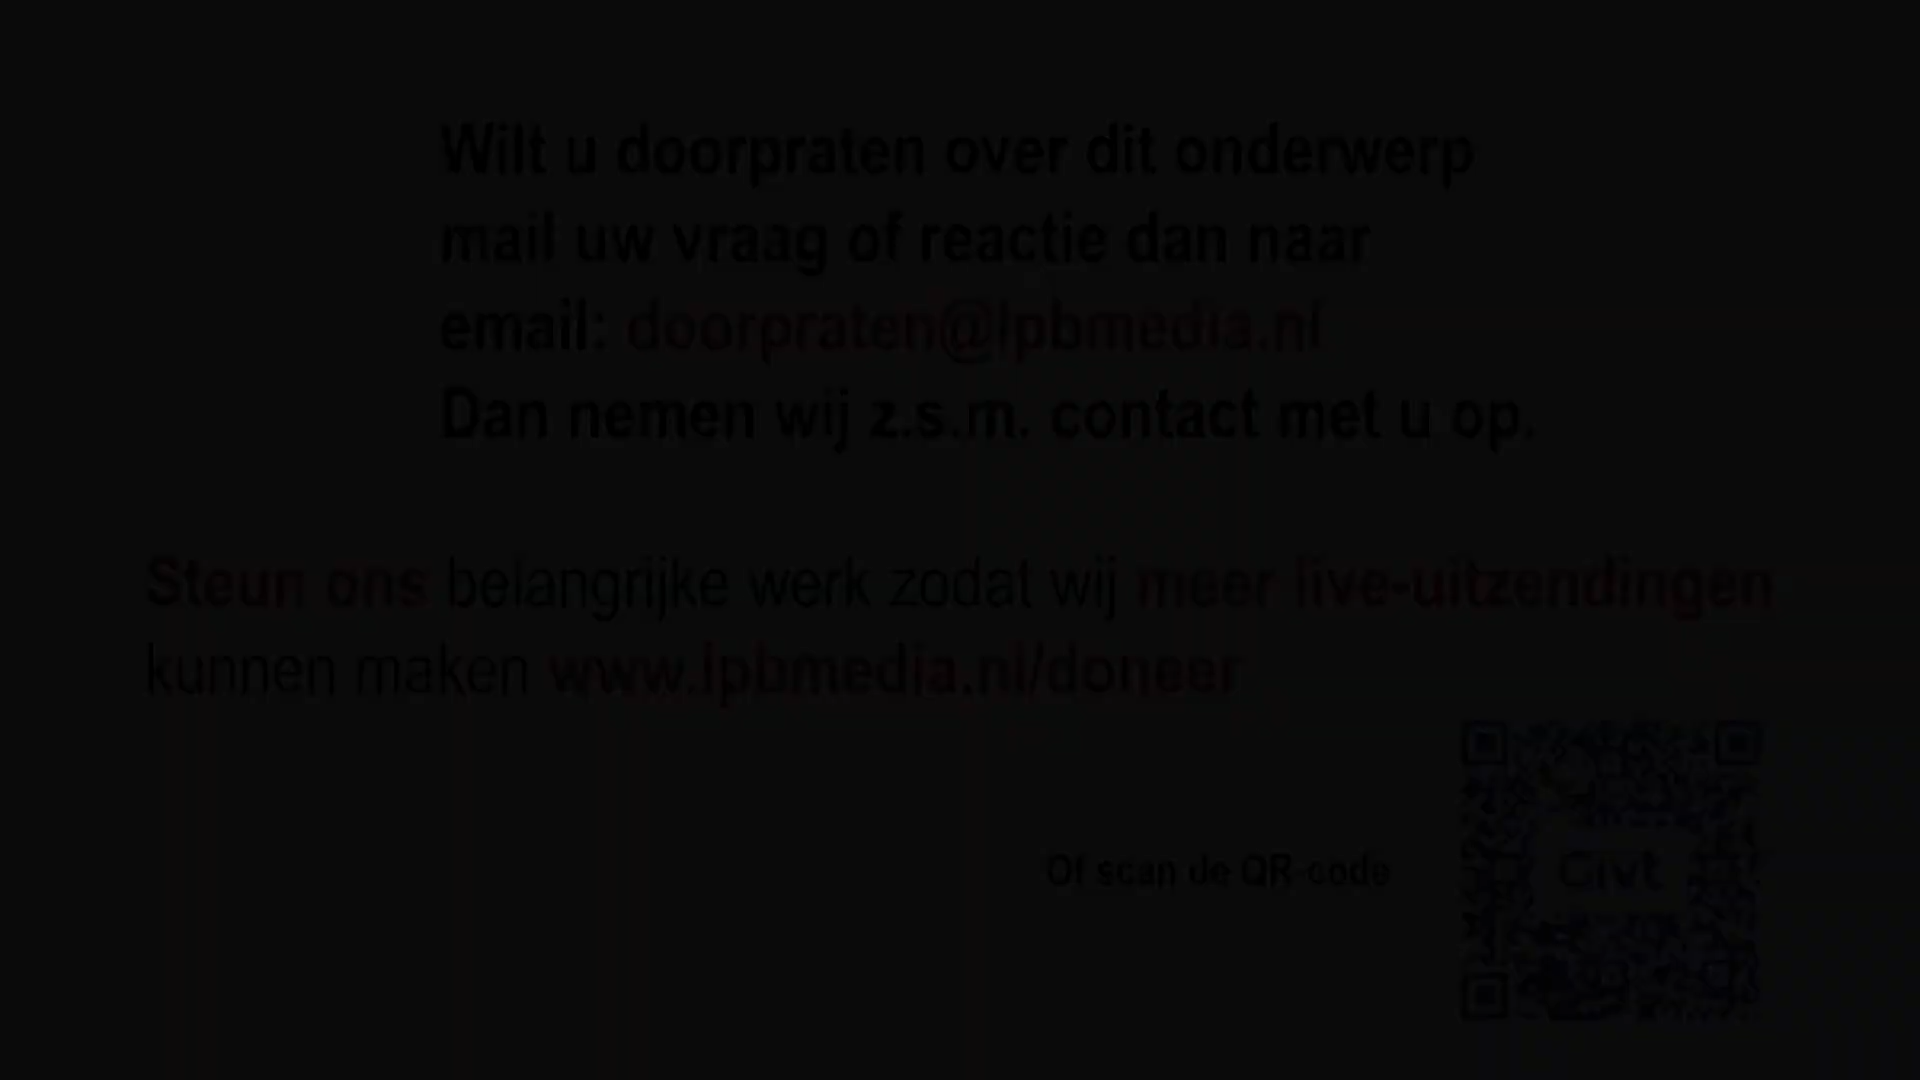 Wilt u doorpraten over dit onderwerp
mail uw vraag of reactie dan naar
email: doorpraten@lpbmedia.nl
Dan nemen wij z.s.m. contact met u op.
Steun ons belangrijke werk zodat wij meer live-uitzendingen
kunnen maken www.lpbmedia.nl/doneer
Of scan de QR-code
Givt